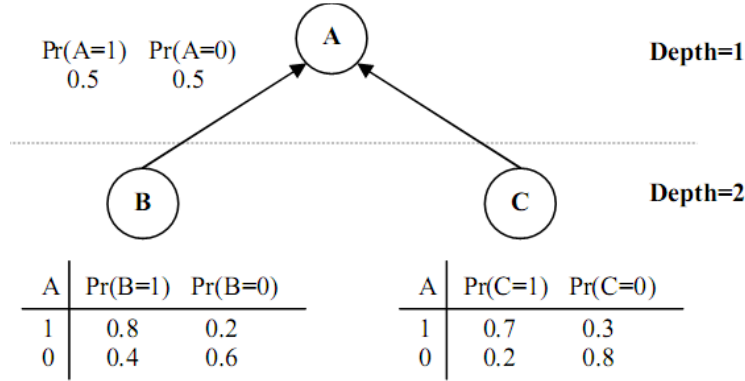 A
Pr(A=1) Pr(A=0)
0.5 0.5
Depth=1
B
C
Depth=2
A Pr(B=1) Pr(B=0)
1 0.8 0.2
0 0.4 0.6
A Pr(C=1) Pr(C=0)
1 0.7 0.3
0 0.2 0.8